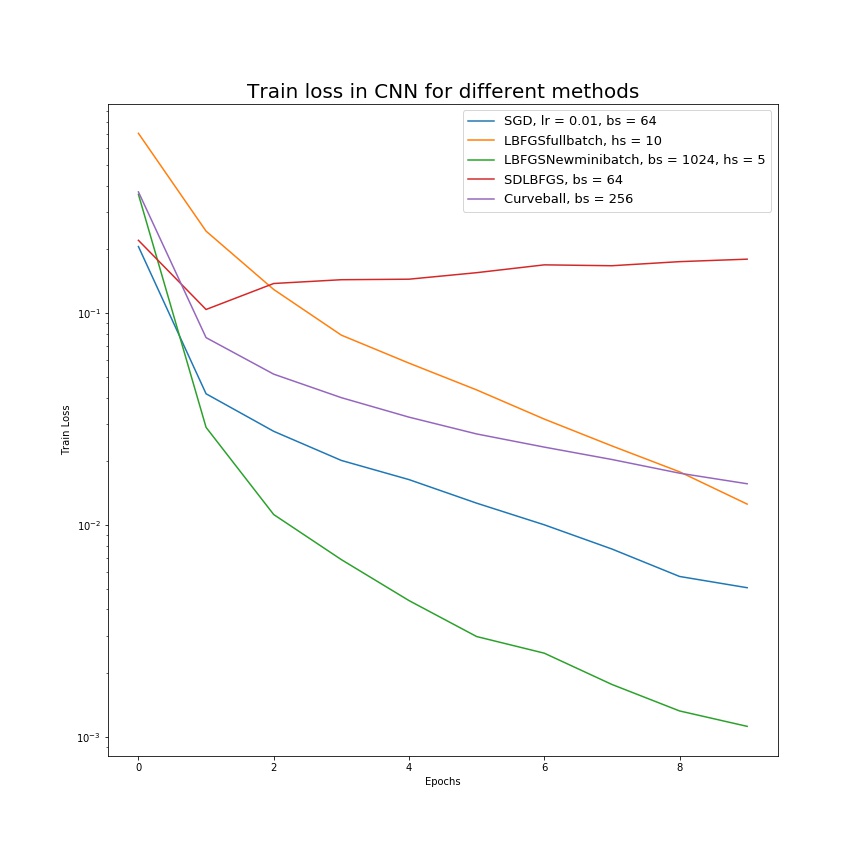 Train loss in CNN for different methods
SGD, lr = 0.01, bs = 64
LBFGSfullbatch, hs = 10
LBFGSNewminibatch, bs = 1024, hs = 5
SDLBFGS, bs = 64
Curveball, bs = 256
Train Loss
10⁻¹
10⁻²
10⁻³
0 2 4 6 8
Epochs